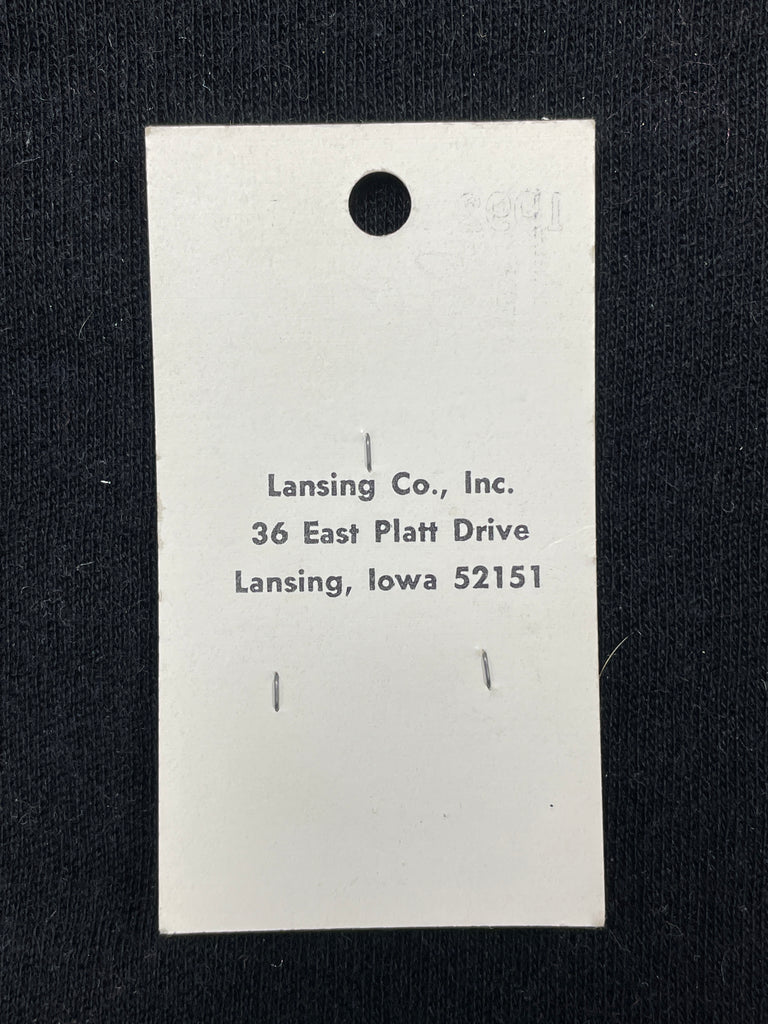 Lansing Co., Inc.
36 East Platt Drive
Lansing, Iowa 52151